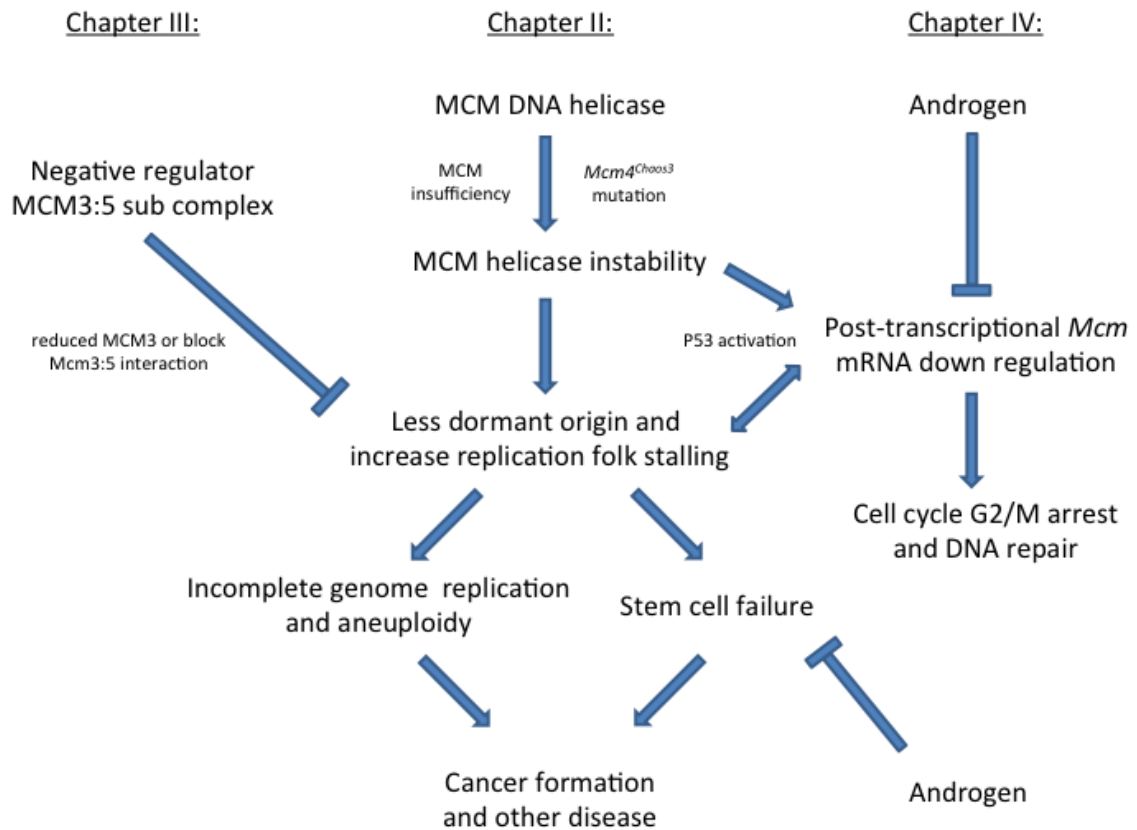 Chapter III:
Chapter II:
Chapter IV:
MCM DNA helicase
Androgen
Negative regulator
MCM3:5 sub complex
MCM
insufficiency
Mcm4Chaos3
mutation
MCM helicase instability
reduced MCM3 or block
Mcm3:5 interaction
P53 activation
Post-transcriptional Mcm
mRNA down regulation
Less dormant origin and
increase replication folk stalling
Cell cycle G2/M arrest
and DNA repair
Incomplete genome replication
and aneuploidy
Stem cell failure
Cancer formation
and other disease
Androgen